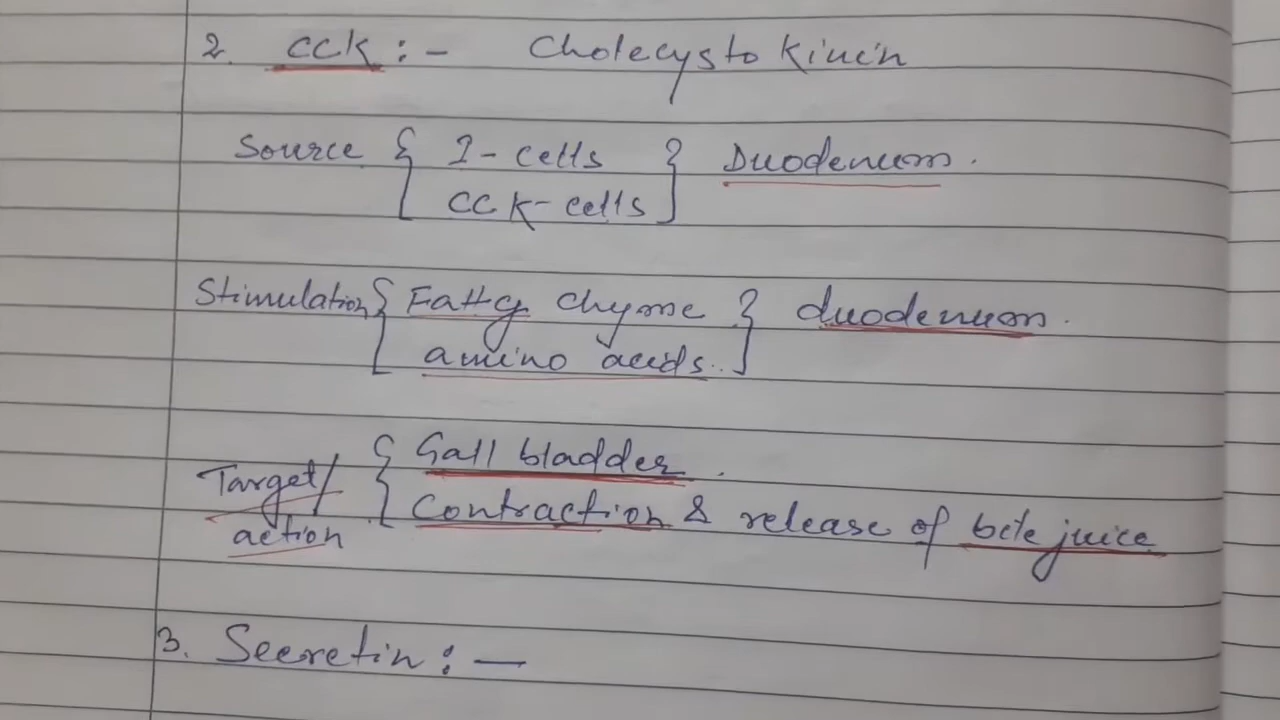 2. CCK :- Cholecystokinin
Source { I-cells } Duodenum.
CCK-cells
Stimulation { Fatty chyme } duodenum.
amino acids..
Target/ { Gall bladder.
action Contraction & release of bile juice
3. Secretin : —